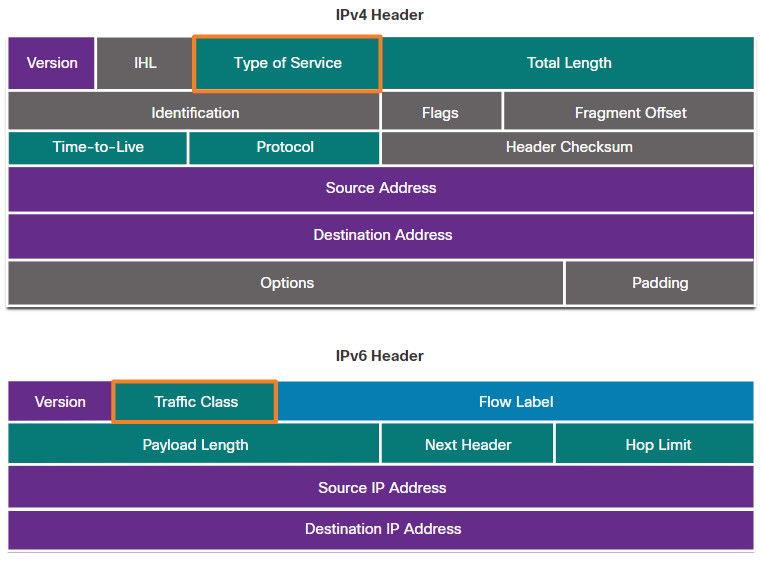 IPv4 Header
Version IHL Type of Service Total Length
Identification Flags Fragment Offset
Time-to-Live Protocol Header Checksum
Source Address
Destination Address
Options Padding
IPv6 Header
Version Traffic Class Flow Label
Payload Length Next Header Hop Limit
Source IP Address
Destination IP Address